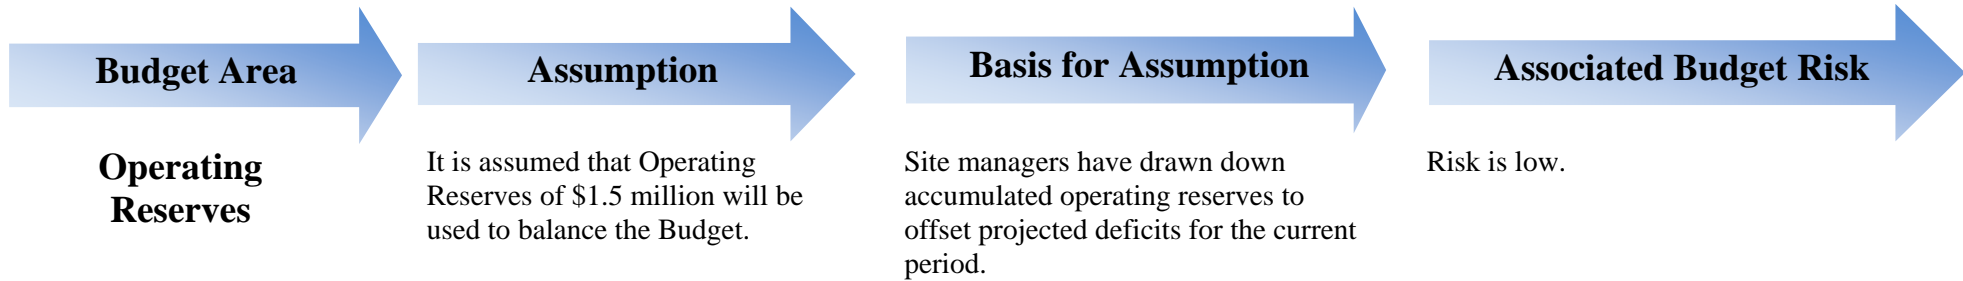 Budget Area
Assumption
Basis for Assumption
Associated Budget Risk
Operating
Reserves
It is assumed that Operating
Reserves of $1.5 million will be
used to balance the Budget.
Site managers have drawn down
accumulated operating reserves to
offset projected deficits for the current
period.
Risk is low.